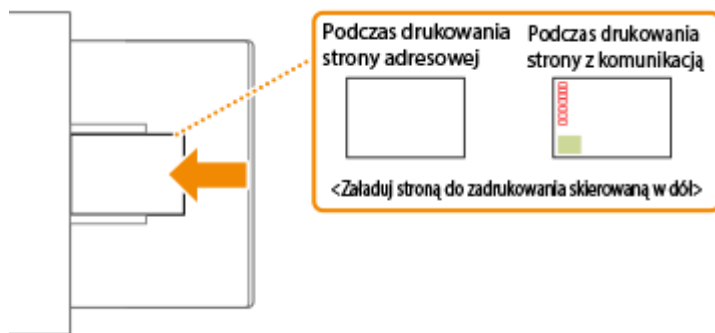 Podczas drukowania
strony adresowej
Podczas drukowania
strony z komunikacją
<Załaduj stroną do zadrukowania skierowaną w dół>